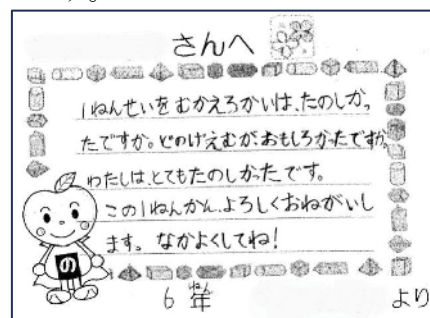 さんへ
1ねんせいをむかえるかいは、たのしかっ
たですか。どのげえむが、おもしろかったですか。
わたしは、とてもたのしかったです。
この1ねんかん、よろしくおねがいし
ます。なかよくしてね!
の
6年 ねん
より